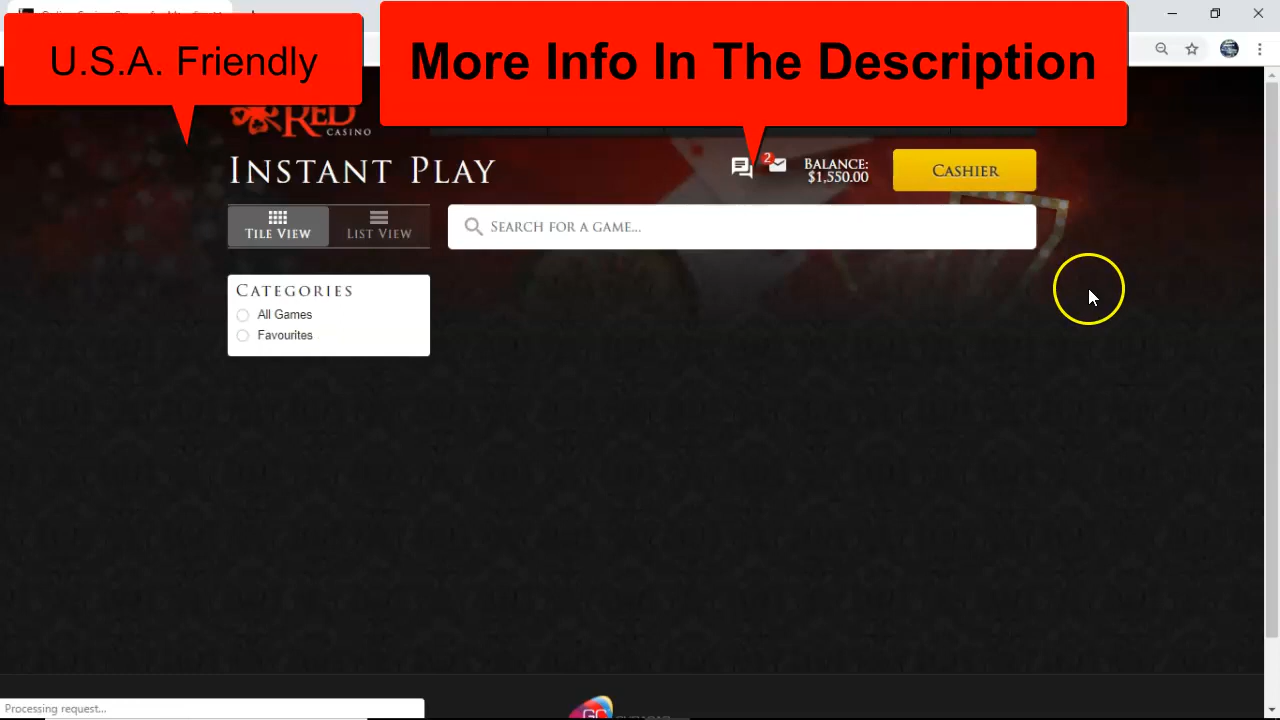 U.S.A. Friendly
More Info In The Description
RED
CASINO
INSTANT PLAY
2
BALANCE:
$1,550.00
CASHIER
TILE VIEW
LIST VIEW
SEARCH FOR A GAME...
CATEGORIES
All Games
Favourites
Processing request...
GC